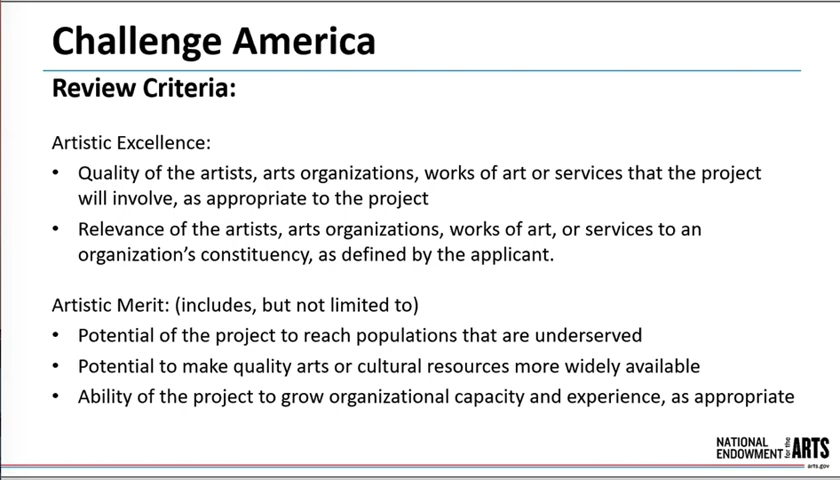 Challenge America
Review Criteria:
Artistic Excellence:
• Quality of the artists, arts organizations, works of art or services that the project
will involve, as appropriate to the project
• Relevance of the artists, arts organizations, works of art, or services to an
organization's constituency, as defined by the applicant.
Artistic Merit: (includes, but not limited to)
• Potential of the project to reach populations that are underserved
• Potential to make quality arts or cultural resources more widely available
• Ability of the project to grow organizational capacity and experience, as appropriate
NATIONAL
ENDOWMENT for the ARTS
arts.gov